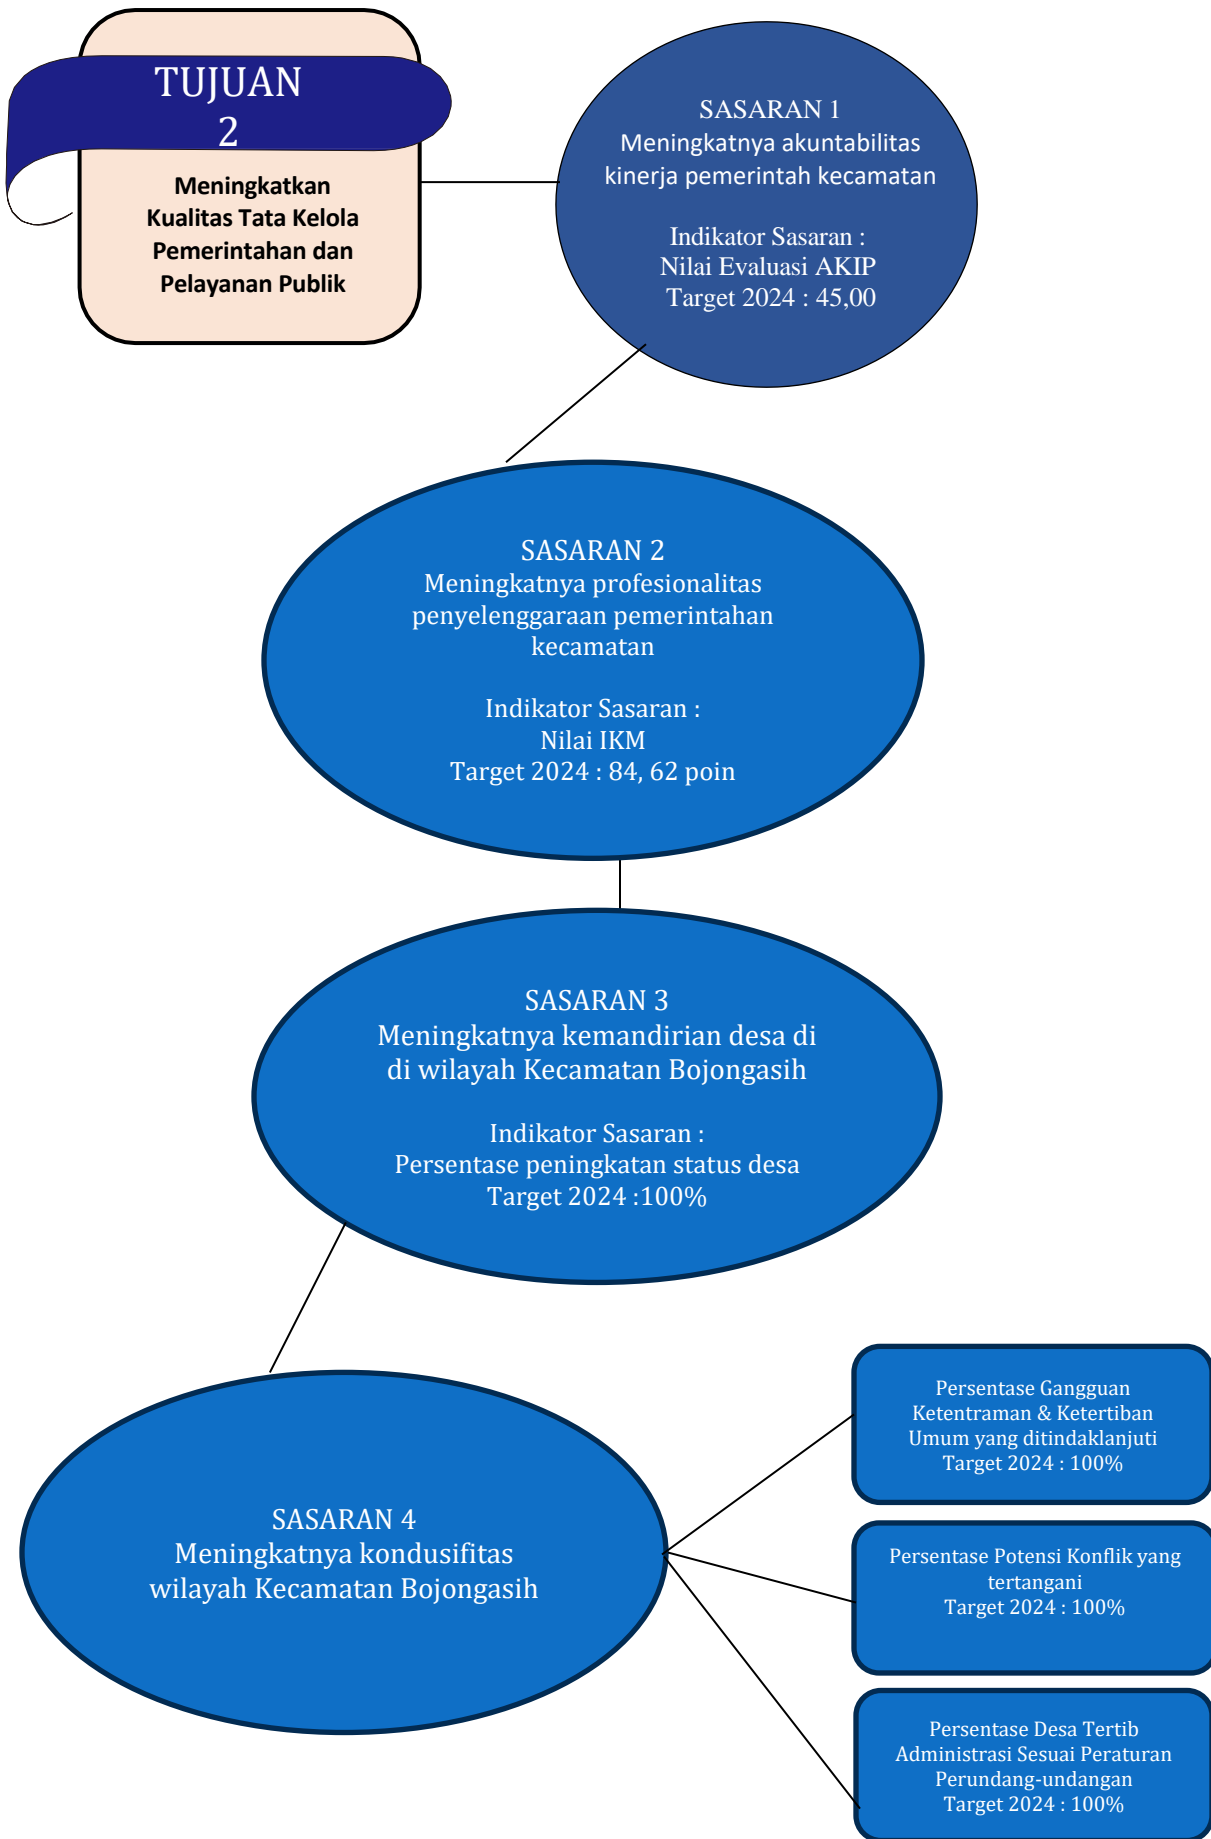 TUJUAN
2
Meningkatkan
Kualitas Tata Kelola
Pemerintahan dan
Pelayanan Publik
SASARAN 1
Meningkatnya akuntabilitas
kinerja pemerintah kecamatan
Indikator Sasaran :
Nilai Evaluasi AKIP
Target 2024 : 45,00
SASARAN 2
Meningkatnya profesionalitas
penyelenggaraan pemerintahan
kecamatan
Indikator Sasaran :
Nilai IKM
Target 2024 : 84, 62 poin
SASARAN 3
Meningkatnya kemandirian desa di
di wilayah Kecamatan Bojongasih
Indikator Sasaran :
Persentase peningkatan status desa
Target 2024 :100%
SASARAN 4
Meningkatnya kondusifitas
wilayah Kecamatan Bojongasih
Persentase Gangguan
Ketentraman & Ketertiban
Umum yang ditindaklanjuti
Target 2024 : 100%
Persentase Potensi Konflik yang
tertangani
Target 2024 : 100%
Persentase Desa Tertib
Administrasi Sesuai Peraturan
Perundang-undangan
Target 2024 : 100%